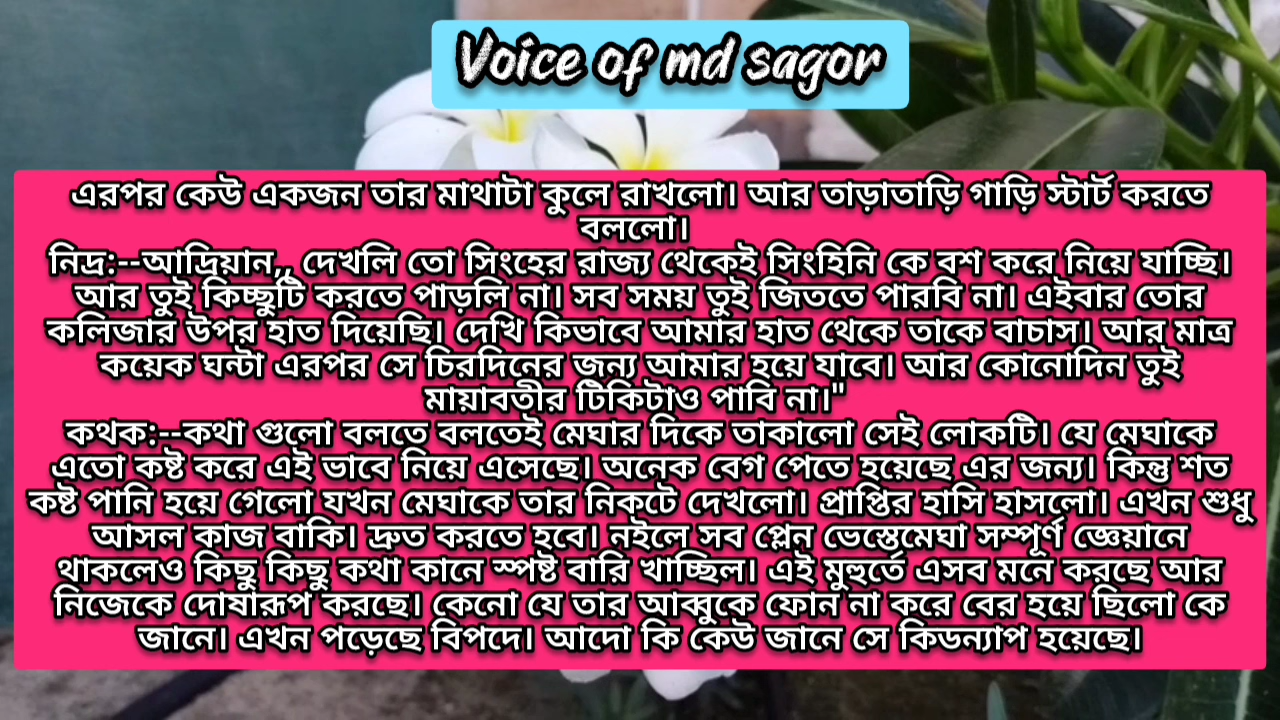 Voice of md sagor
এরপর কেউ একজন তার মাথাটা কুলে রাখলো। আর তাড়াতাড়ি গাড়ি স্টার্ট করতে
বললো।
নিদ্র:--আদ্রিয়ান,, দেখলি তো সিংহের রাজ্য থেকেই সিংহিনি কে বশ করে নিয়ে যাচ্ছি।
আর তুই কিচ্ছুটি করতে পাড়লি না। সব সময় তুই জিততে পারবি না। এইবার তোর
কলিজার উপর হাত দিয়েছি। দেখি কিভাবে আমার হাত থেকে তাকে বাচাস। আর মাত্র
কয়েক ঘন্টা এরপর সে চিরদিনের জন্য আমার হয়ে যাবে। আর কোনোদিন তুই
মায়াবতীর টিকিটাও পাবি না।"
কথক:--কথা গুলো বলতে বলতেই মেঘার দিকে তাকালো সেই লোকটি। যে মেঘাকে
এতো কষ্ট করে এই ভাবে নিয়ে এসেছে। অনেক বেগ পেতে হয়েছে এর জন্য। কিন্তু শত
কষ্ট পানি হয়ে গেলো যখন মেঘাকে তার নিকটে দেখলো। প্রাপ্তির হাসি হাসলো। এখন শুধু
আসল কাজ বাকি। দ্রুত করতে হবে। নইলে সব প্লেন ভেস্তেমেঘা সম্পূর্ণ জ্ঞেয়ানে
থাকলেও কিছু কিছু কথা কানে স্পষ্ট বারি খাচ্ছিল। এই মুহুর্তে এসব মনে করছে আর
নিজেকে দোষারূপ করছে। কেনো যে তার আব্বুকে ফোন না করে বের হয়ে ছিলো কে
জানে। এখন পড়েছে বিপদে। আদো কি কেউ জানে সে কিডন্যাপ হয়েছে।